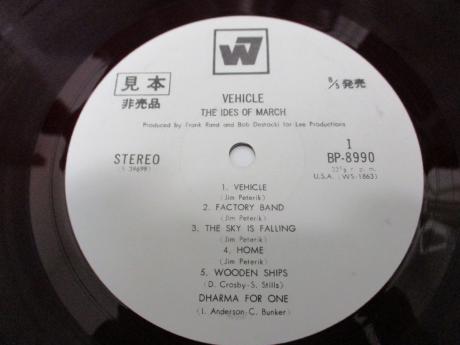 W7
見本
非売品
8/5発売
VEHICLE
THE IDES OF MARCH
Produced by Frank Rand and Bob Destocki for Lee Productions
STEREO
(S 39698)
I
BP-8990
33⅓ r. p. m.
U.S.A. (WS-1863)
1. VEHICLE
(Jim Peterik)
2. FACTORY BAND
(Jim Peterik)
3. THE SKY IS FALLING
(Jim Peterik)
4. HOME
(Jim Peterik)
5. WOODEN SHIPS
(D. Crosby-S. Stills)
DHARMA FOR ONE
(I. Anderson-C. Bunker)